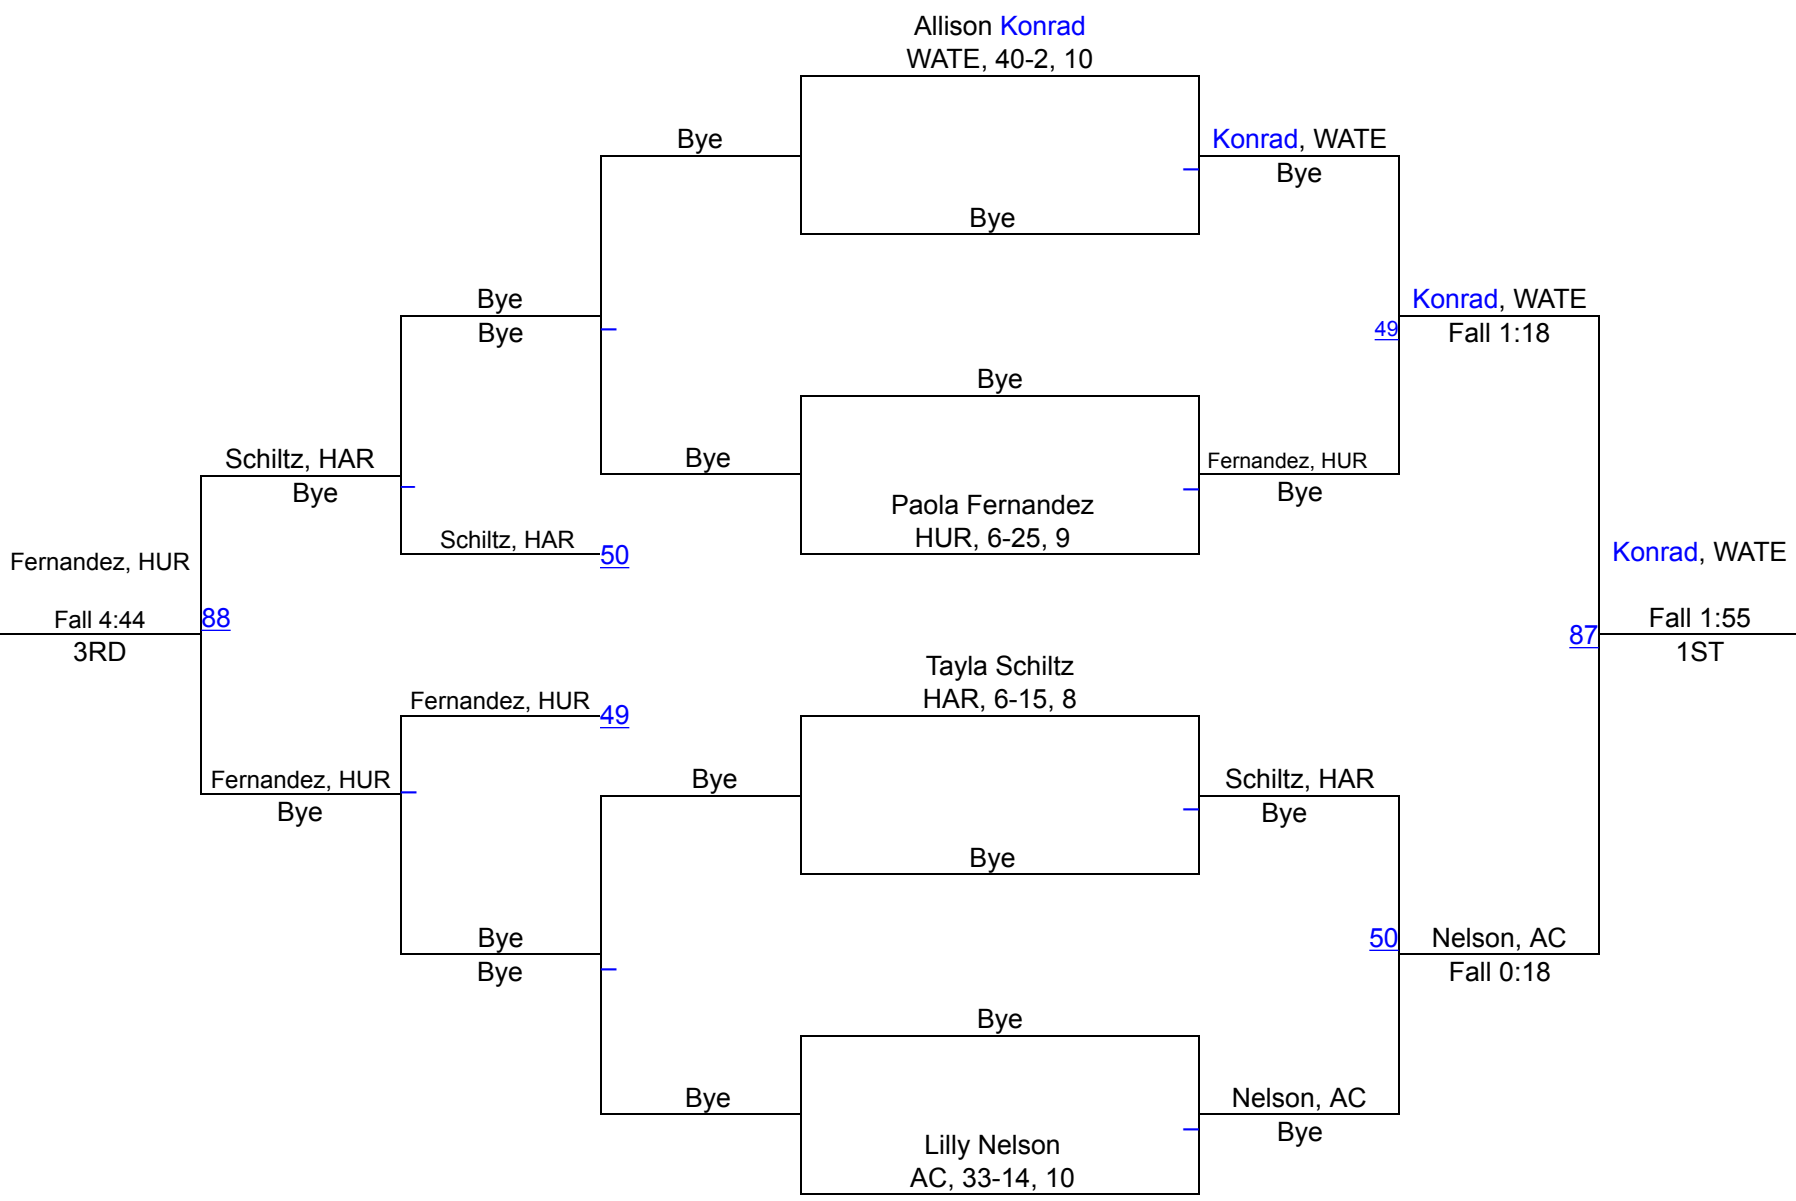 Allison Konrad
WATE, 40-2, 10
Bye
Konrad, WATE
Bye
Bye
Bye
Bye
Konrad, WATE
49
Fall 1:18
Bye
Schiltz, HAR
Bye
Bye
Fernandez, HUR
Bye
Paola Fernandez
HUR, 6-25, 9
Schiltz, HAR
50
Fernandez, HUR
Konrad, WATE
Fall 4:44
88
3RD
Fall 1:55
87
1ST
Tayla Schiltz
HAR, 6-15, 8
Fernandez, HUR
49
Fernandez, HUR
Bye
Bye
Schiltz, HAR
Bye
Bye
Bye
Bye
50
Nelson, AC
Fall 0:18
Bye
Bye
Nelson, AC
Bye
Lilly Nelson
AC, 33-14, 10